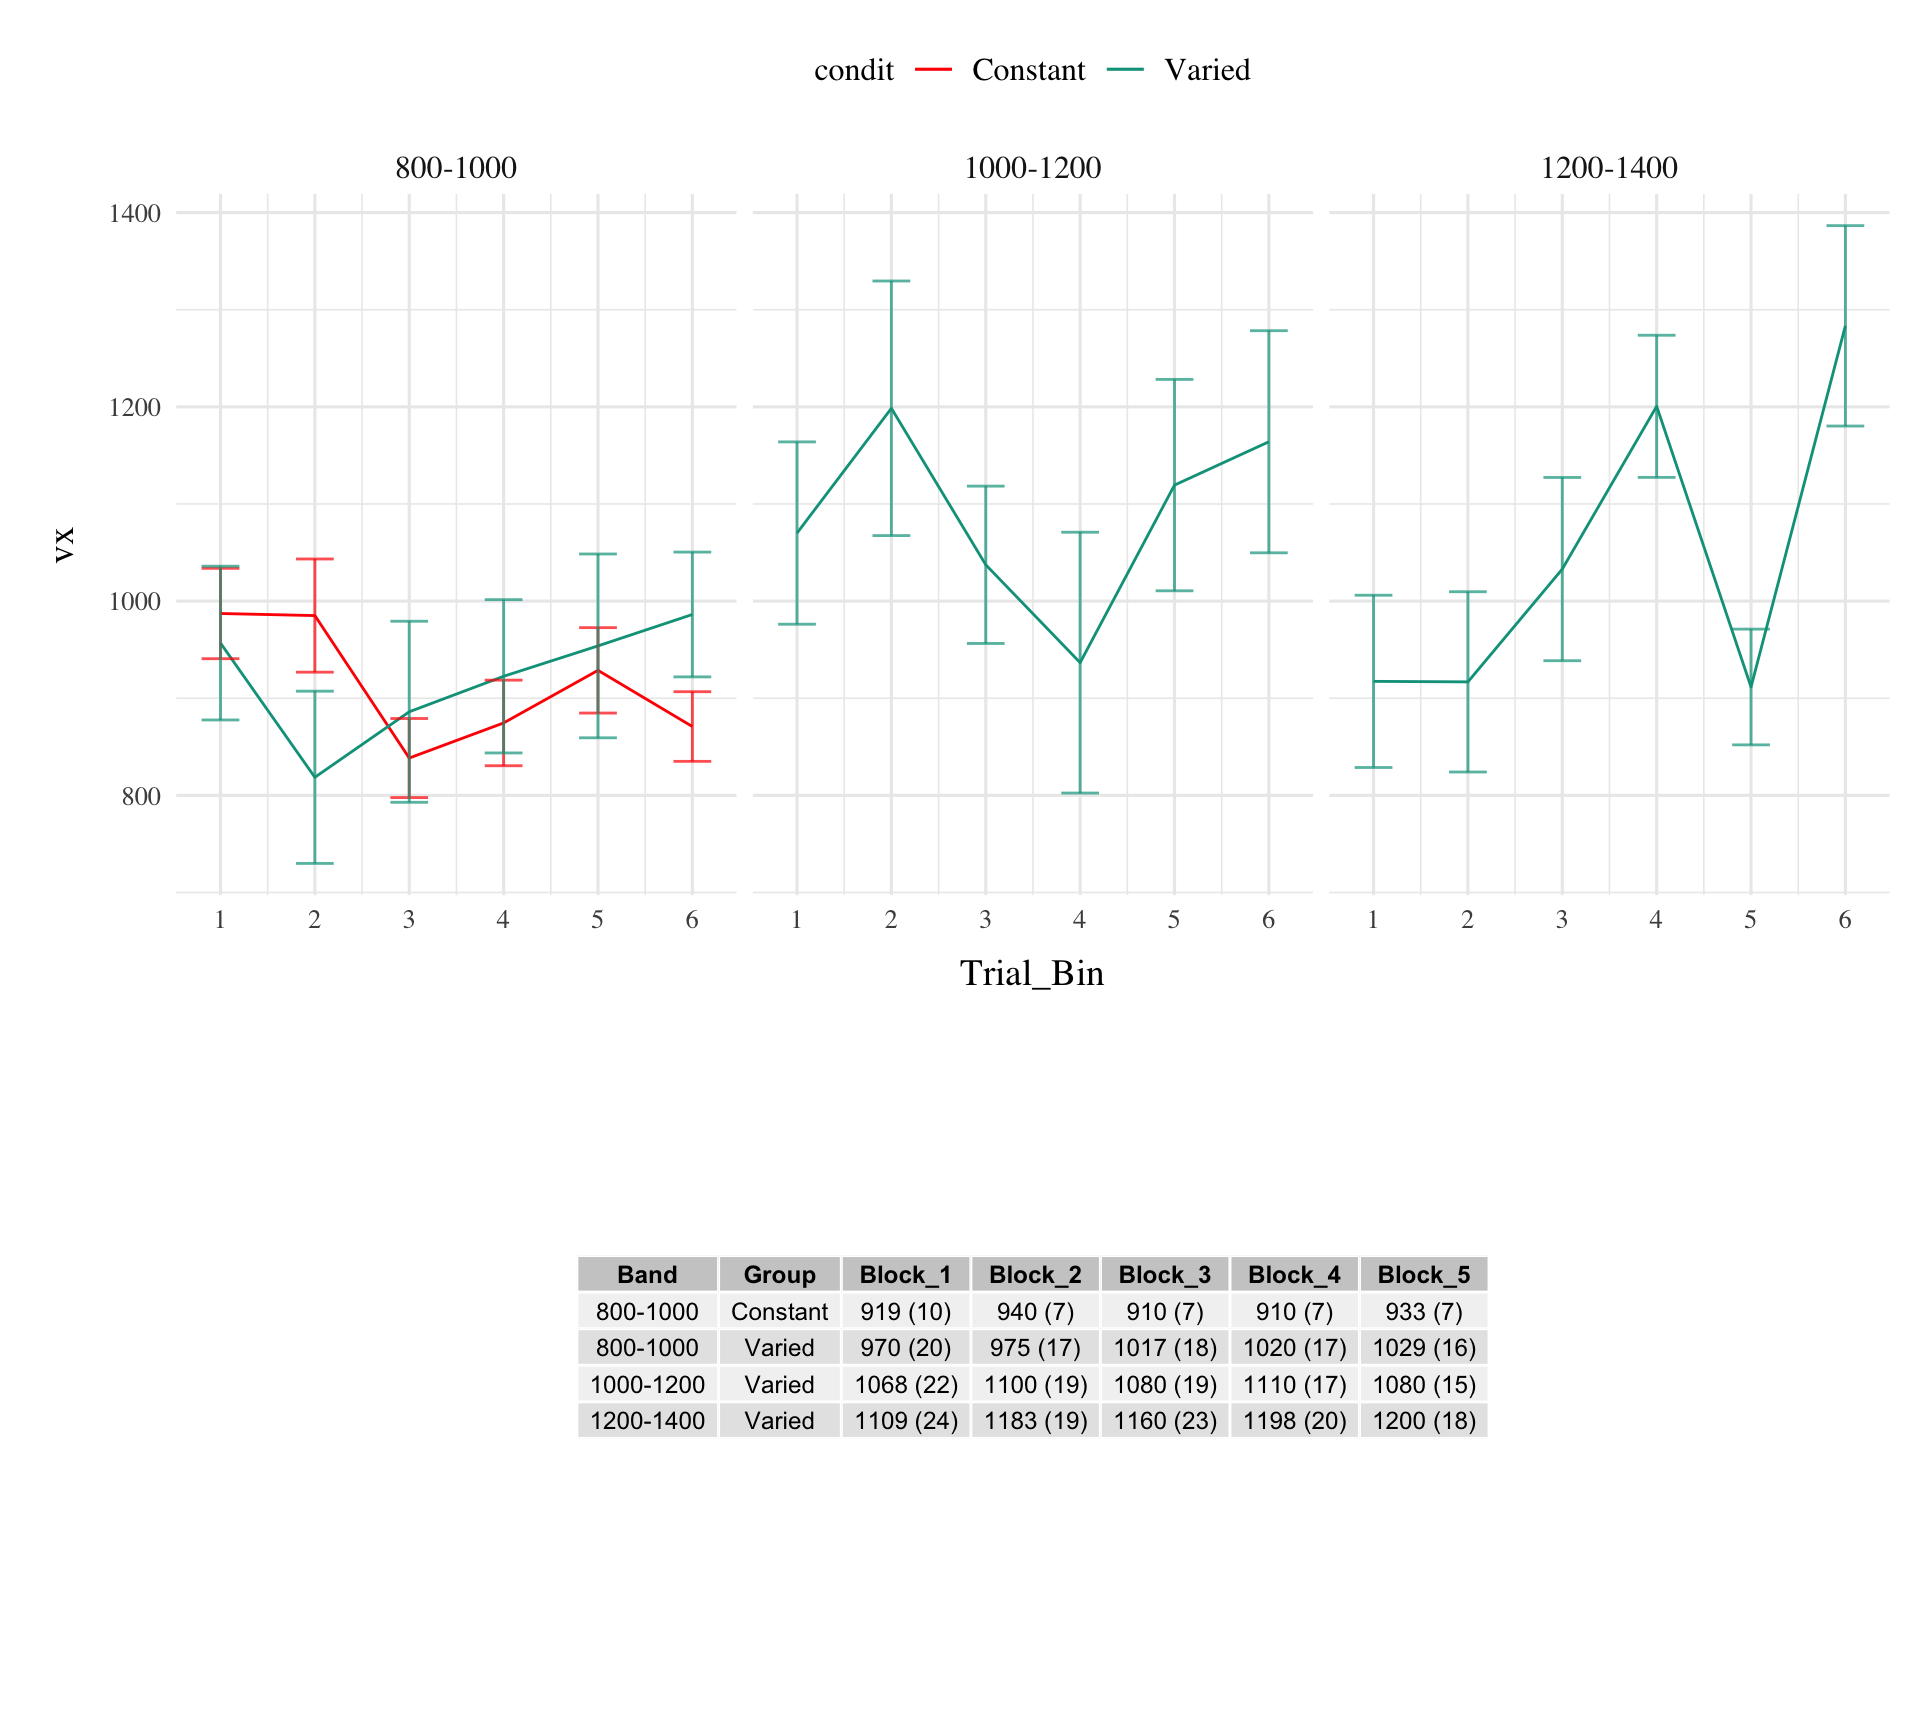 condit Constant Varied
800-1000 1000-1200 1200-1400
1400
1200
1000
800
vx
1 2 3 4 5 6 1 2 3 4 5 6 1 2 3 4 5 6
Trial_Bin
Band Group Block_1 Block_2 Block_3 Block_4 Block_5
800-1000 Constant 919 (10) 940 (7) 910 (7) 910 (7) 933 (7)
800-1000 Varied 970 (20) 975 (17) 1017 (18) 1020 (17) 1029 (16)
1000-1200 Varied 1068 (22) 1100 (19) 1080 (19) 1110 (17) 1080 (15)
1200-1400 Varied 1109 (24) 1183 (19) 1160 (23) 1198 (20) 1200 (18)